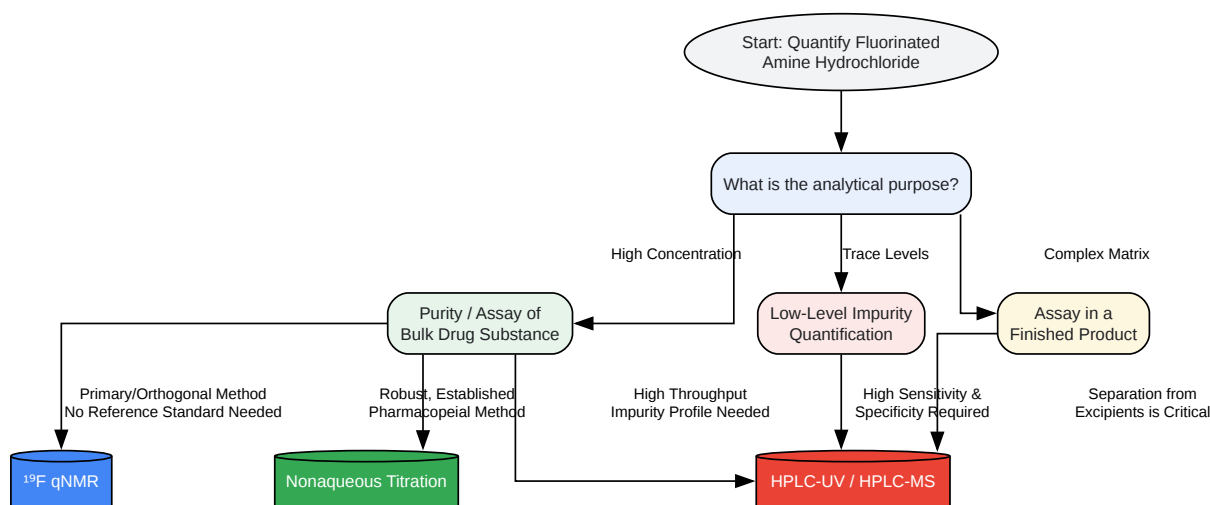 Start: Quantify Fluorinated
Amine Hydrochloride
What is the analytical purpose?
High Concentration
Trace Levels
Complex Matrix
Purity / Assay of
Bulk Drug Substance
Low-Level Impurity
Quantification
Assay in a
Finished Product
Primary/Orthogonal Method
No Reference Standard Needed
Robust, Established
Pharmacopeial Method
High Throughput
Impurity Profile Needed
High Sensitivity &
Specificity Required
Separation from
Excipients is Critical
¹⁹F qNMR
Nonaqueous Titration
HPLC-UV / HPLC-MS